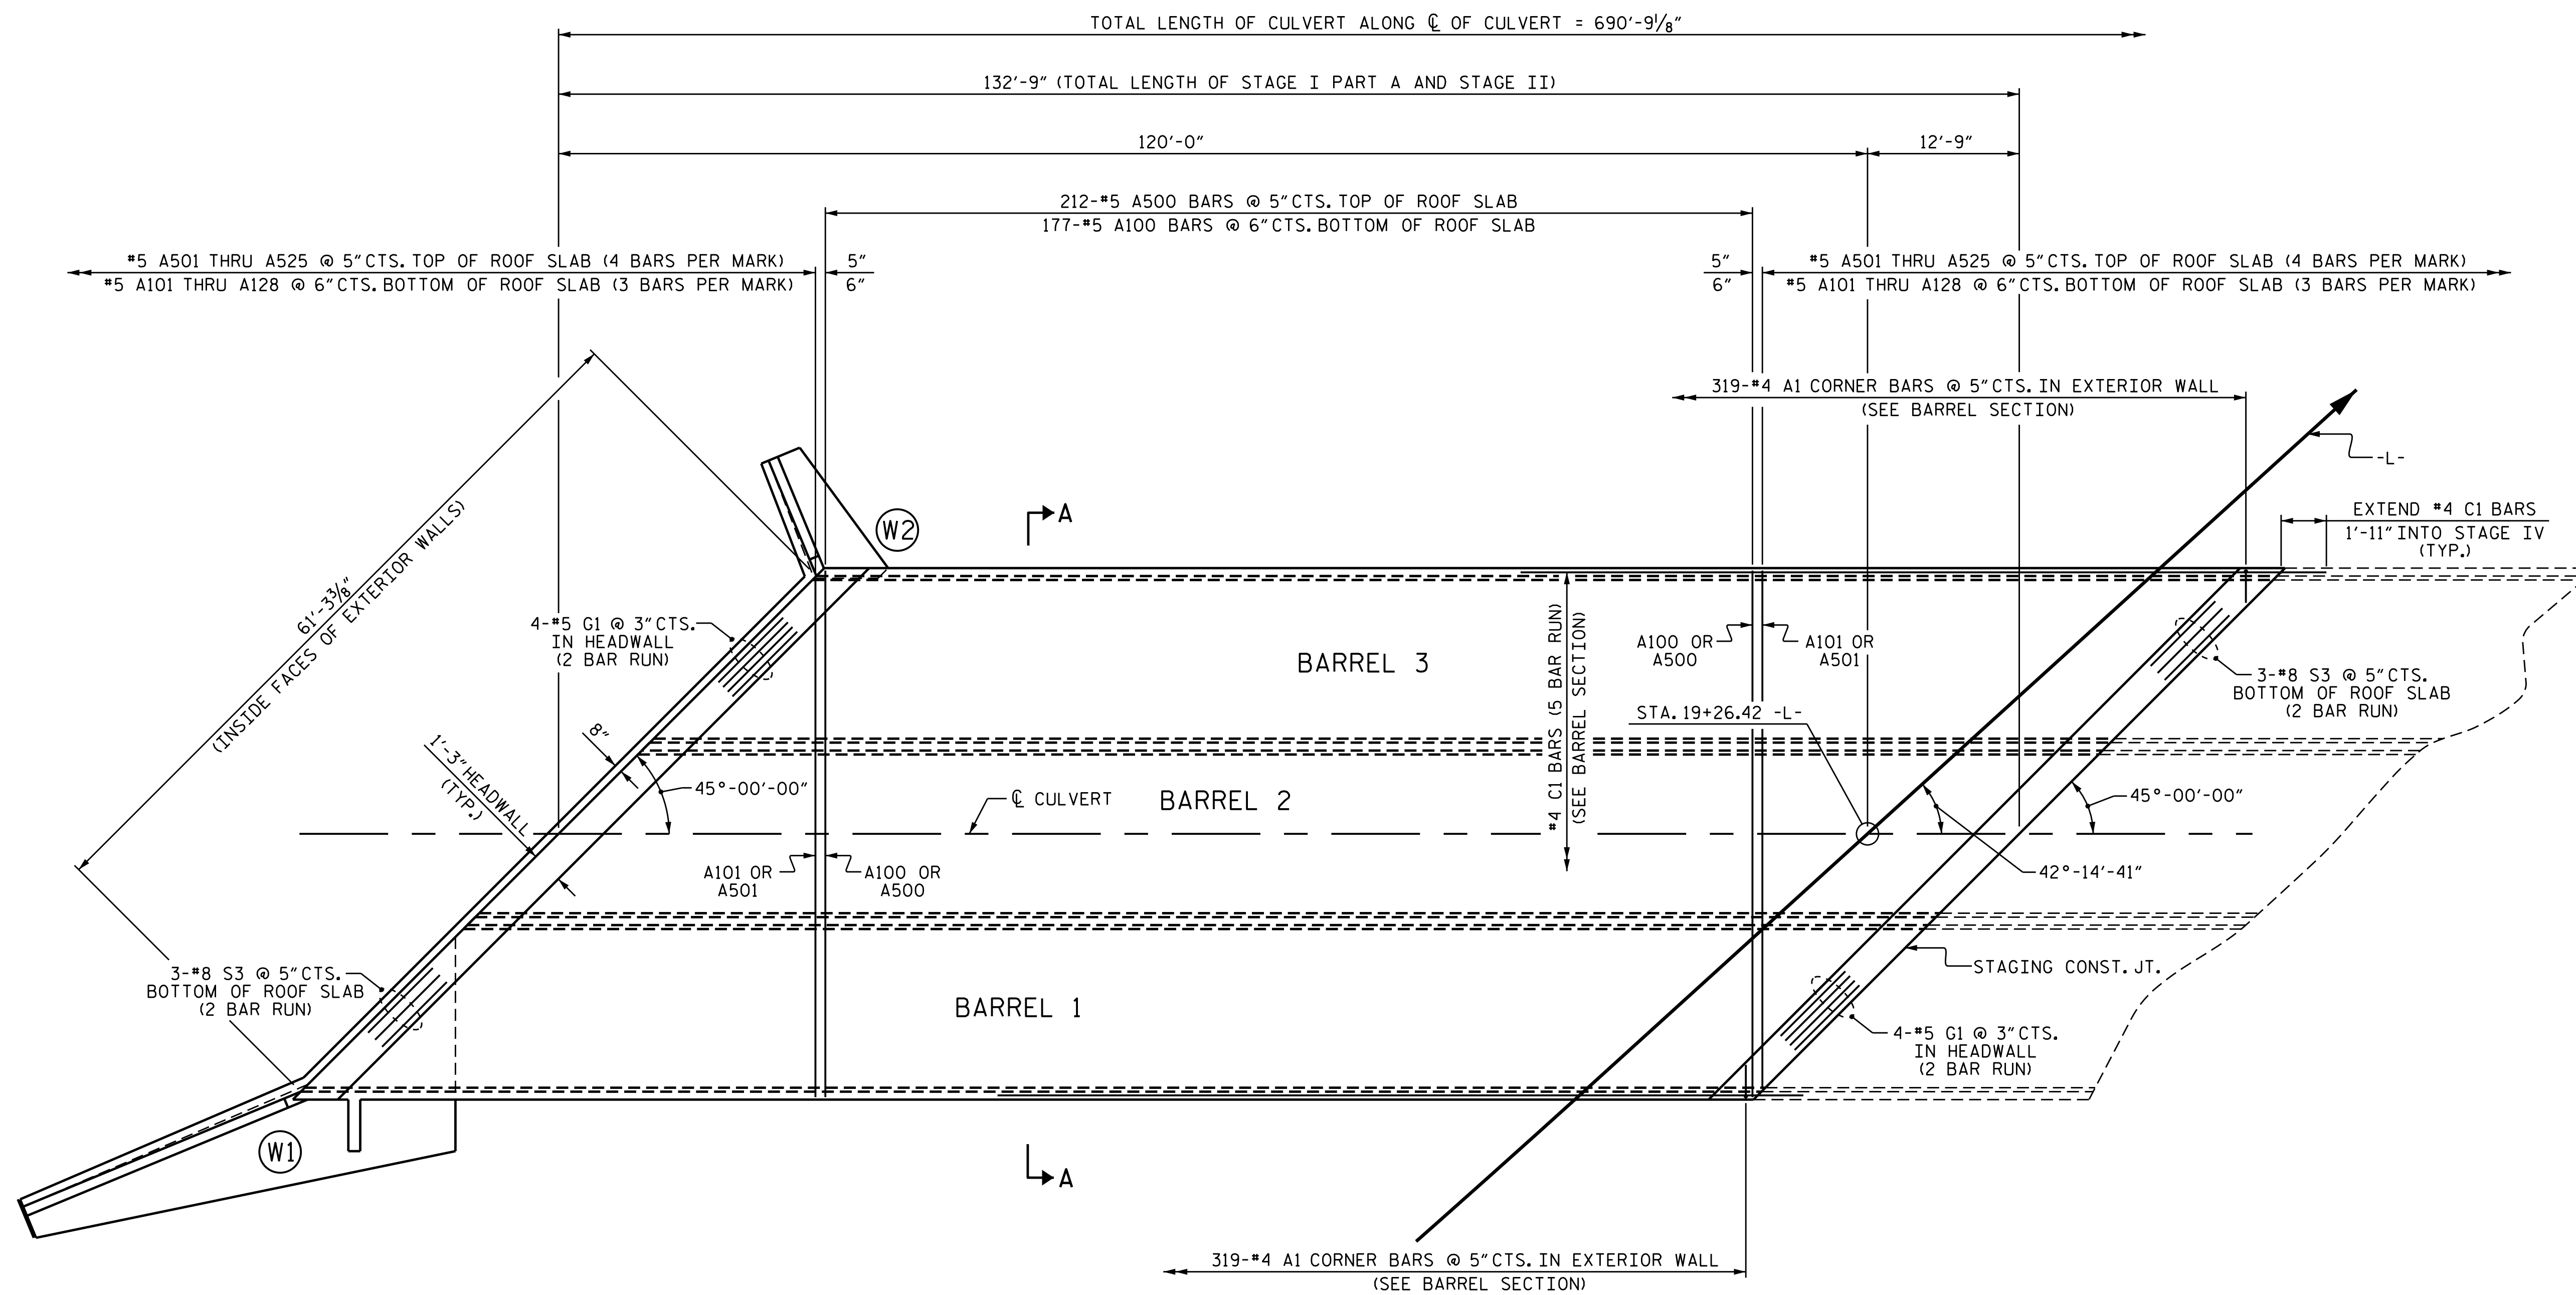 TOTAL LENGTH OF CULVERT ALONG ℄ OF CULVERT = 690'-9⅛"
132'-9" (TOTAL LENGTH OF STAGE I PART A AND STAGE II)
120'-0"
12'-9"
212-#5 A500 BARS @ 5"CTS. TOP OF ROOF SLAB
177-#5 A100 BARS @ 6"CTS. BOTTOM OF ROOF SLAB
#5 A501 THRU A525 @ 5"CTS. TOP OF ROOF SLAB (4 BARS PER MARK)
#5 A101 THRU A128 @ 6"CTS. BOTTOM OF ROOF SLAB (3 BARS PER MARK)
5"
6"
5"
6"
#5 A501 THRU A525 @ 5"CTS. TOP OF ROOF SLAB (4 BARS PER MARK)
#5 A101 THRU A128 @ 6"CTS. BOTTOM OF ROOF SLAB (3 BARS PER MARK)
319-#4 A1 CORNER BARS @ 5"CTS. IN EXTERIOR WALL
(SEE BARREL SECTION)
-L-
EXTEND #4 C1 BARS
1'-11" INTO STAGE IV
(TYP.)
W2
A
61'-3⅜"
(INSIDE FACES OF EXTERIOR WALLS)
4-#5 G1 @ 3"CTS.
IN HEADWALL
(2 BAR RUN)
BARREL 3
#4 C1 BARS (5 BAR RUN)
(SEE BARREL SECTION)
A100 OR
A500
A101 OR
A501
3-#8 S3 @ 5"CTS.
BOTTOM OF ROOF SLAB
(2 BAR RUN)
STA. 19+26.42 -L-
8"
1'-3" HEADWALL
(TYP.)
45°-00'-00"
℄ CULVERT
BARREL 2
45°-00'-00"
42°-14'-41"
A101 OR
A501
A100 OR
A500
3-#8 S3 @ 5"CTS.
BOTTOM OF ROOF SLAB
(2 BAR RUN)
BARREL 1
STAGING CONST. JT.
4-#5 G1 @ 3"CTS.
IN HEADWALL
(2 BAR RUN)
W1
A
319-#4 A1 CORNER BARS @ 5"CTS. IN EXTERIOR WALL
(SEE BARREL SECTION)